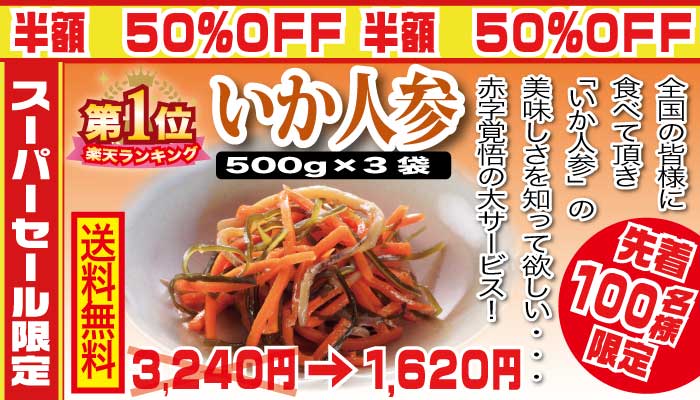 半額 50%OFF 半額 50%OFF
スーパーセール限定
第1位
楽天ランキング
いか人参
500g×3袋
全国の皆様に
食べて頂き
「いか人参」の
美味しさを知って欲しい・・・・
赤字覚悟の大サービス！
送料無料
3,240円→1,620円
先着
100名様
限定